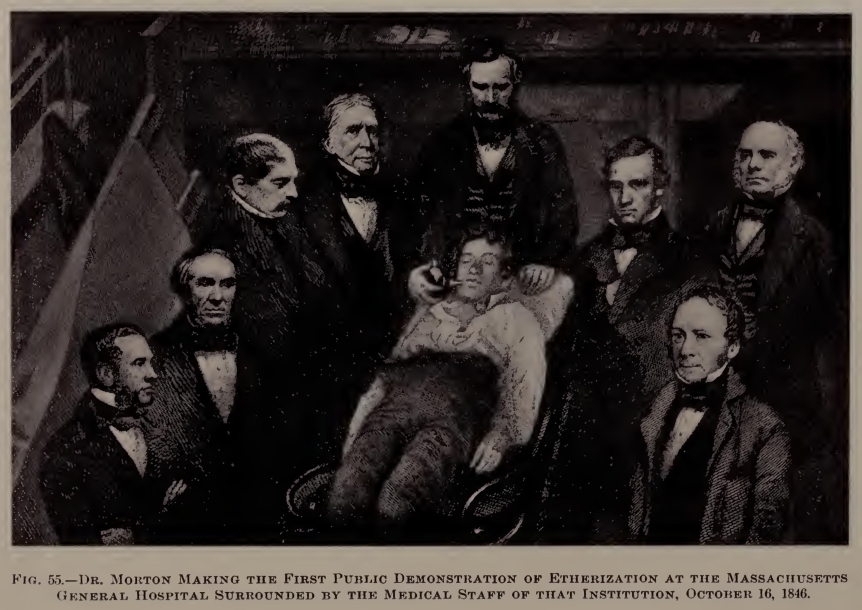 FIG. 55.—DR. MORTON MAKING THE FIRST PUBLIC DEMONSTRATION OF ETHERIZATION AT THE MASSACHUSETTS
GENERAL HOSPITAL SURROUNDED BY THE MEDICAL STAFF OF THAT INSTITUTION, OCTOBER 16, 1846.